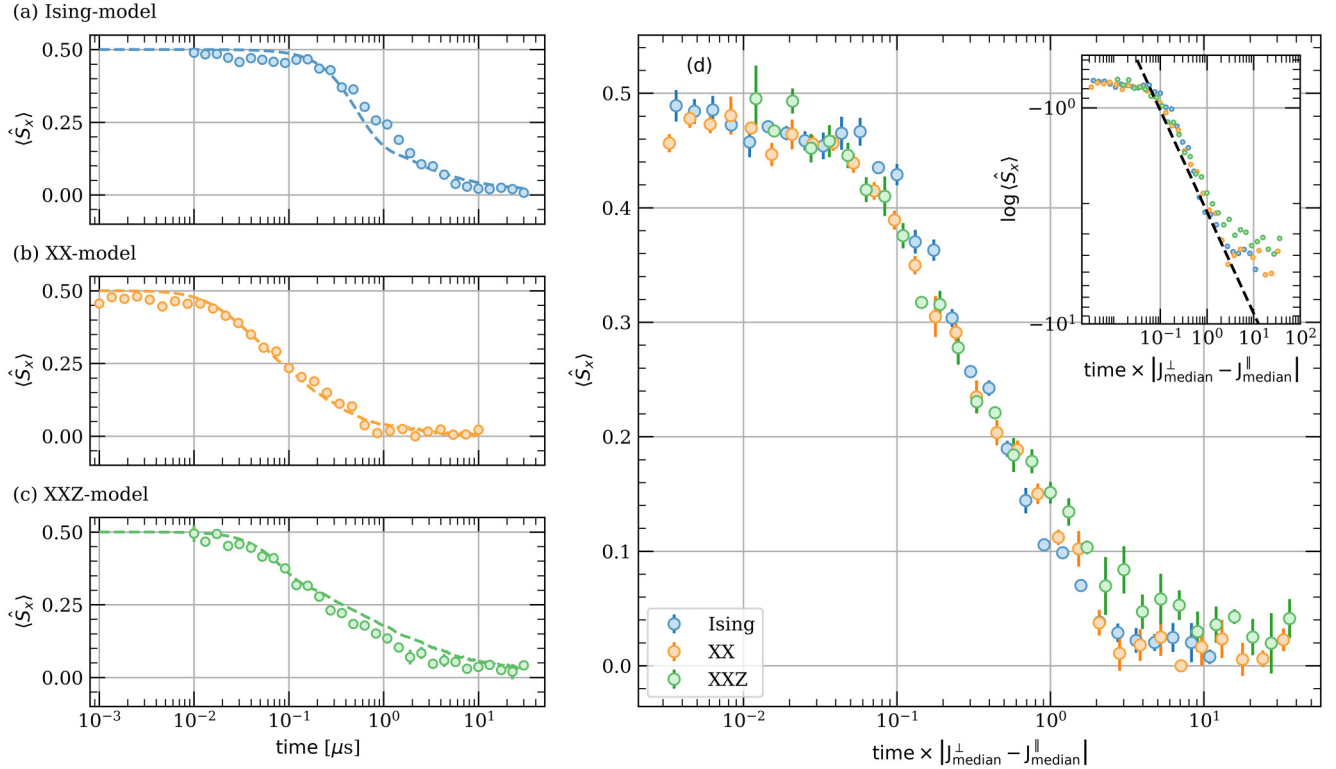 (a) Ising-model
0.50
0.25
0.00
⟨Ŝx⟩
(b) XX-model
0.50
0.25
0.00
⟨Ŝx⟩
(c) XXZ-model
0.50
0.25
0.00
⟨Ŝx⟩
10⁻³ 10⁻² 10⁻¹ 10⁰ 10¹
time [μs]
(d)
0.5
0.4
0.3
0.2
0.1
0.0
⟨Ŝx⟩
10⁻² 10⁻¹ 10⁰ 10¹
time × |J⊥median − J∥median|
Ising
XX
XXZ
−10⁰
−10¹
log⟨Ŝx⟩
10⁻¹ 10⁰ 10¹ 10²
time × |J⊥median − J∥median|